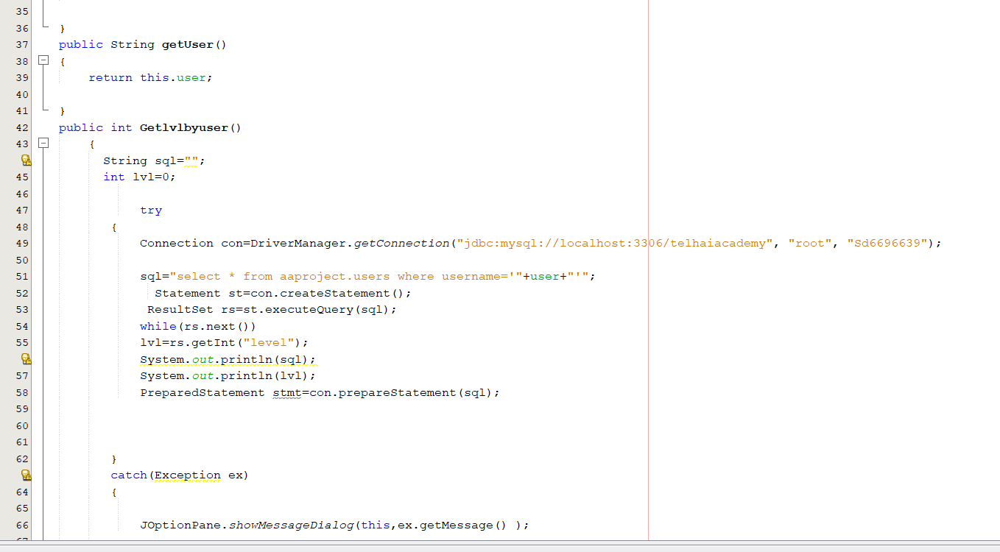 35
36 }
37 public String getUser()
38 {
39 return this.user;
40
41 }
42 public int Getlvlbyuser()
43 {
String sql="";
45 int lvl=0;
46
47 try
48 {
49 Connection con=DriverManager.getConnection("jdbc:mysql://localhost:3306/telhaiacademy", "root", "Sd6696639");
50
51 sql="select * from aaproject.users where username='"+user+"'";
52 Statement st=con.createStatement();
53 ResultSet rs=st.executeQuery(sql);
54 while(rs.next())
55 lvl=rs.getInt("level");
System.out.println(sql);
57 System.out.println(lvl);
58 PreparedStatement stmt=con.prepareStatement(sql);
59
60
61
62 }
catch(Exception ex)
64 {
65
66 JOptionPane.showMessageDialog(this,ex.getMessage() );